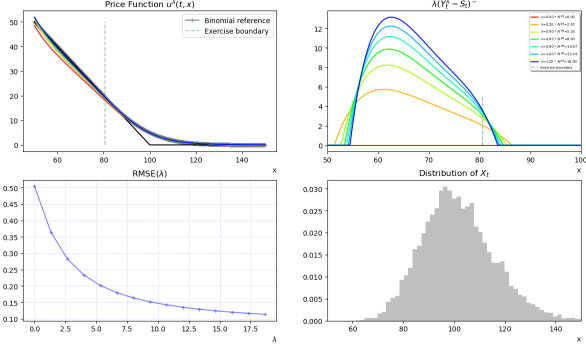 Price Function u^λ(t, x)
Binomial reference
Exercise boundary
50
40
30
20
10
0
60 80 100 120 140
x
λ(Y_t^λ − S_t)^−
Exercise boundary
12
10
8
6
4
2
0
50 60 70 80 90 100
x
RMSE(λ)
0.50
0.45
0.40
0.35
0.30
0.25
0.20
0.15
0.10
0.0 2.5 5.0 7.5 10.0 12.5 15.0 17.5
λ
Distribution of X_t
0.030
0.025
0.020
0.015
0.010
0.005
0.000
60 80 100 120 140
x